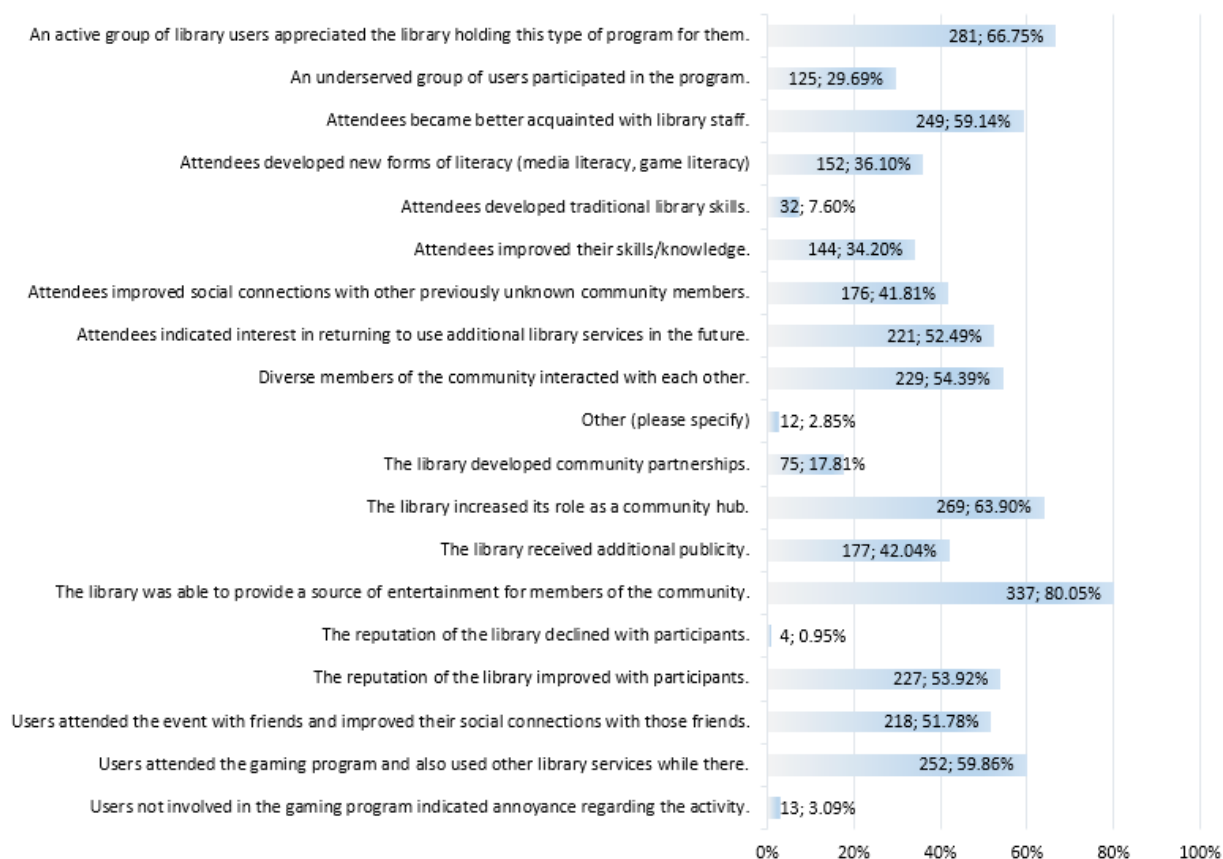 An active group of library users appreciated the library holding this type of program for them. 281; 66.75%
An underserved group of users participated in the program. 125; 29.69%
Attendees became better acquainted with library staff. 249; 59.14%
Attendees developed new forms of literacy (media literacy, game literacy) 152; 36.10%
Attendees developed traditional library skills. 32; 7.60%
Attendees improved their skills/knowledge. 144; 34.20%
Attendees improved social connections with other previously unknown community members. 176; 41.81%
Attendees indicated interest in returning to use additional library services in the future. 221; 52.49%
Diverse members of the community interacted with each other. 229; 54.39%
Other (please specify) 12; 2.85%
The library developed community partnerships. 75; 17.81%
The library increased its role as a community hub. 269; 63.90%
The library received additional publicity. 177; 42.04%
The library was able to provide a source of entertainment for members of the community. 337; 80.05%
The reputation of the library declined with participants. 4; 0.95%
The reputation of the library improved with participants. 227; 53.92%
Users attended the event with friends and improved their social connections with those friends. 218; 51.78%
Users attended the gaming program and also used other library services while there. 252; 59.86%
Users not involved in the gaming program indicated annoyance regarding the activity. 13; 3.09%
0% 20% 40% 60% 80% 100%